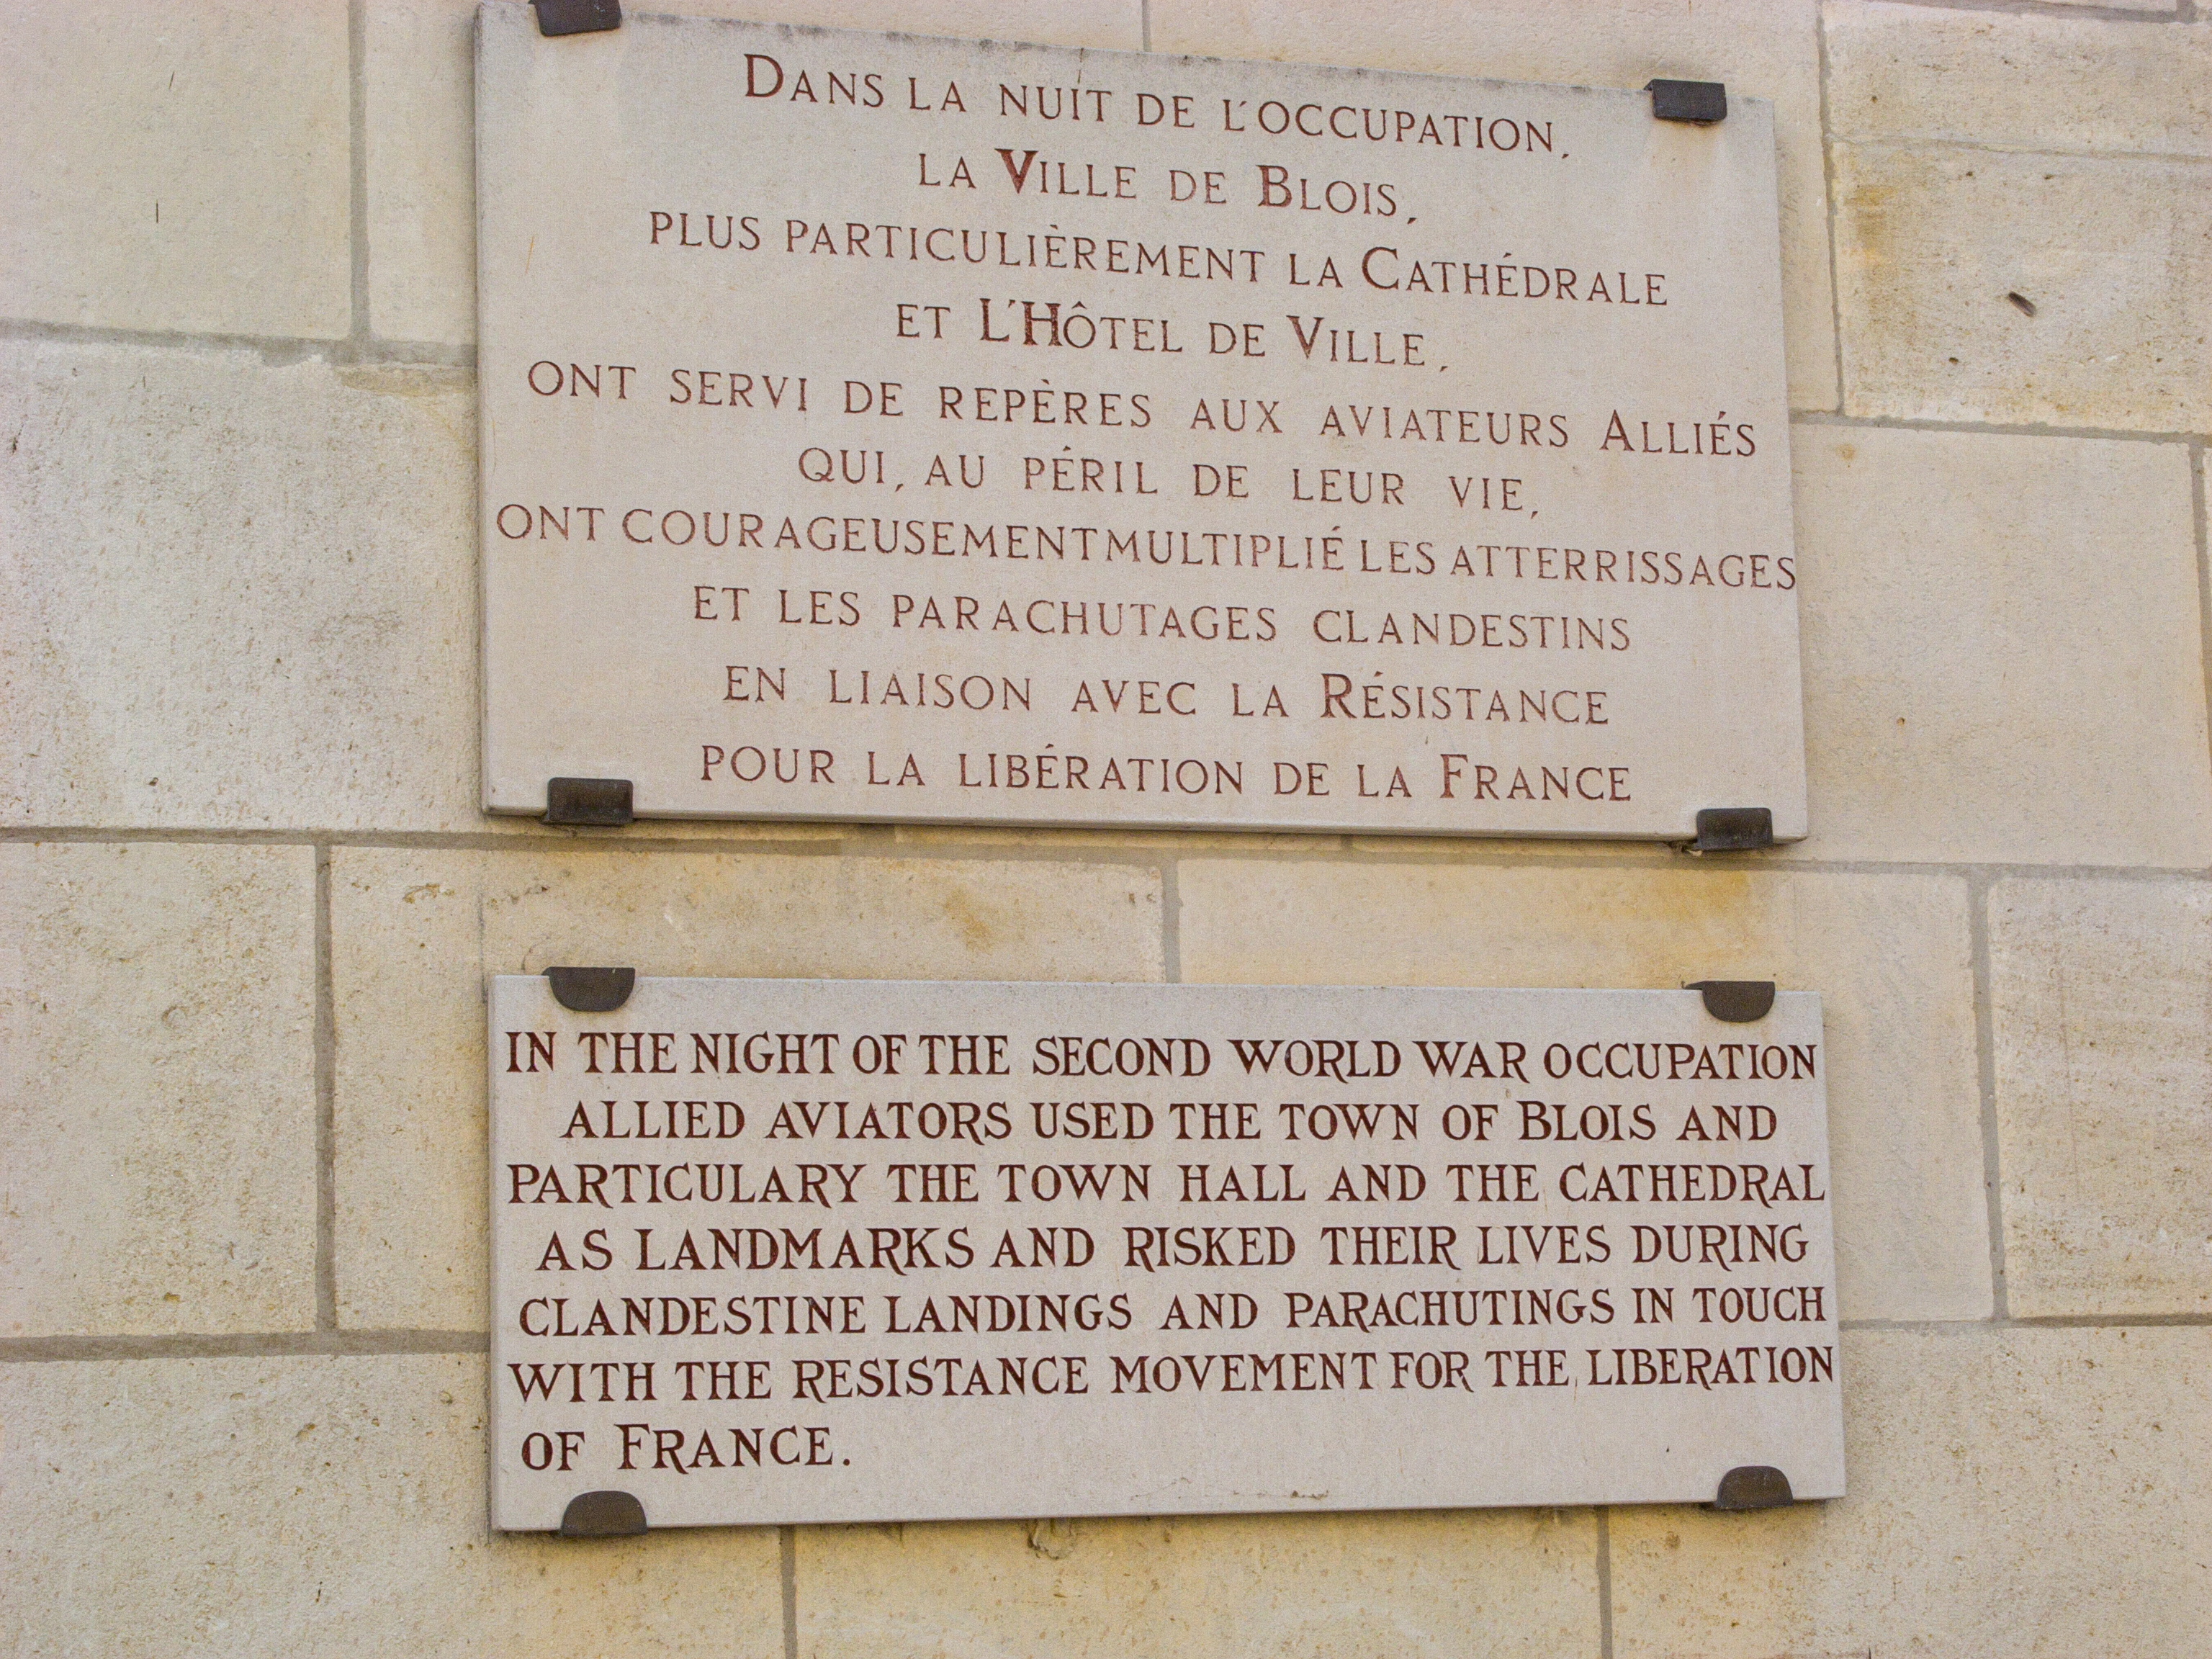 DANS LA NUIT DE L'OCCUPATION,
LA VILLE DE BLOIS,
PLUS PARTICULIÈREMENT LA CATHÉDRALE
ET L'HÔTEL DE VILLE,
ONT SERVI DE REPÈRES AUX AVIATEURS ALLIÉS
QUI, AU PÉRIL DE LEUR VIE,
ONT COURAGEUSEMENT MULTIPLIÉ LES ATTERRISSAGES
ET LES PARACHUTAGES CLANDESTINS
EN LIAISON AVEC LA RÉSISTANCE
POUR LA LIBÉRATION DE LA FRANCE
IN THE NIGHT OF THE SECOND WORLD WAR OCCUPATION
ALLIED AVIATORS USED THE TOWN OF BLOIS AND
PARTICULARY THE TOWN HALL AND THE CATHEDRAL
AS LANDMARKS AND RISKED THEIR LIVES DURING
CLANDESTINE LANDINGS AND PARACHUTINGS IN TOUCH
WITH THE RESISTANCE MOVEMENT FOR THE LIBERATION
OF FRANCE.